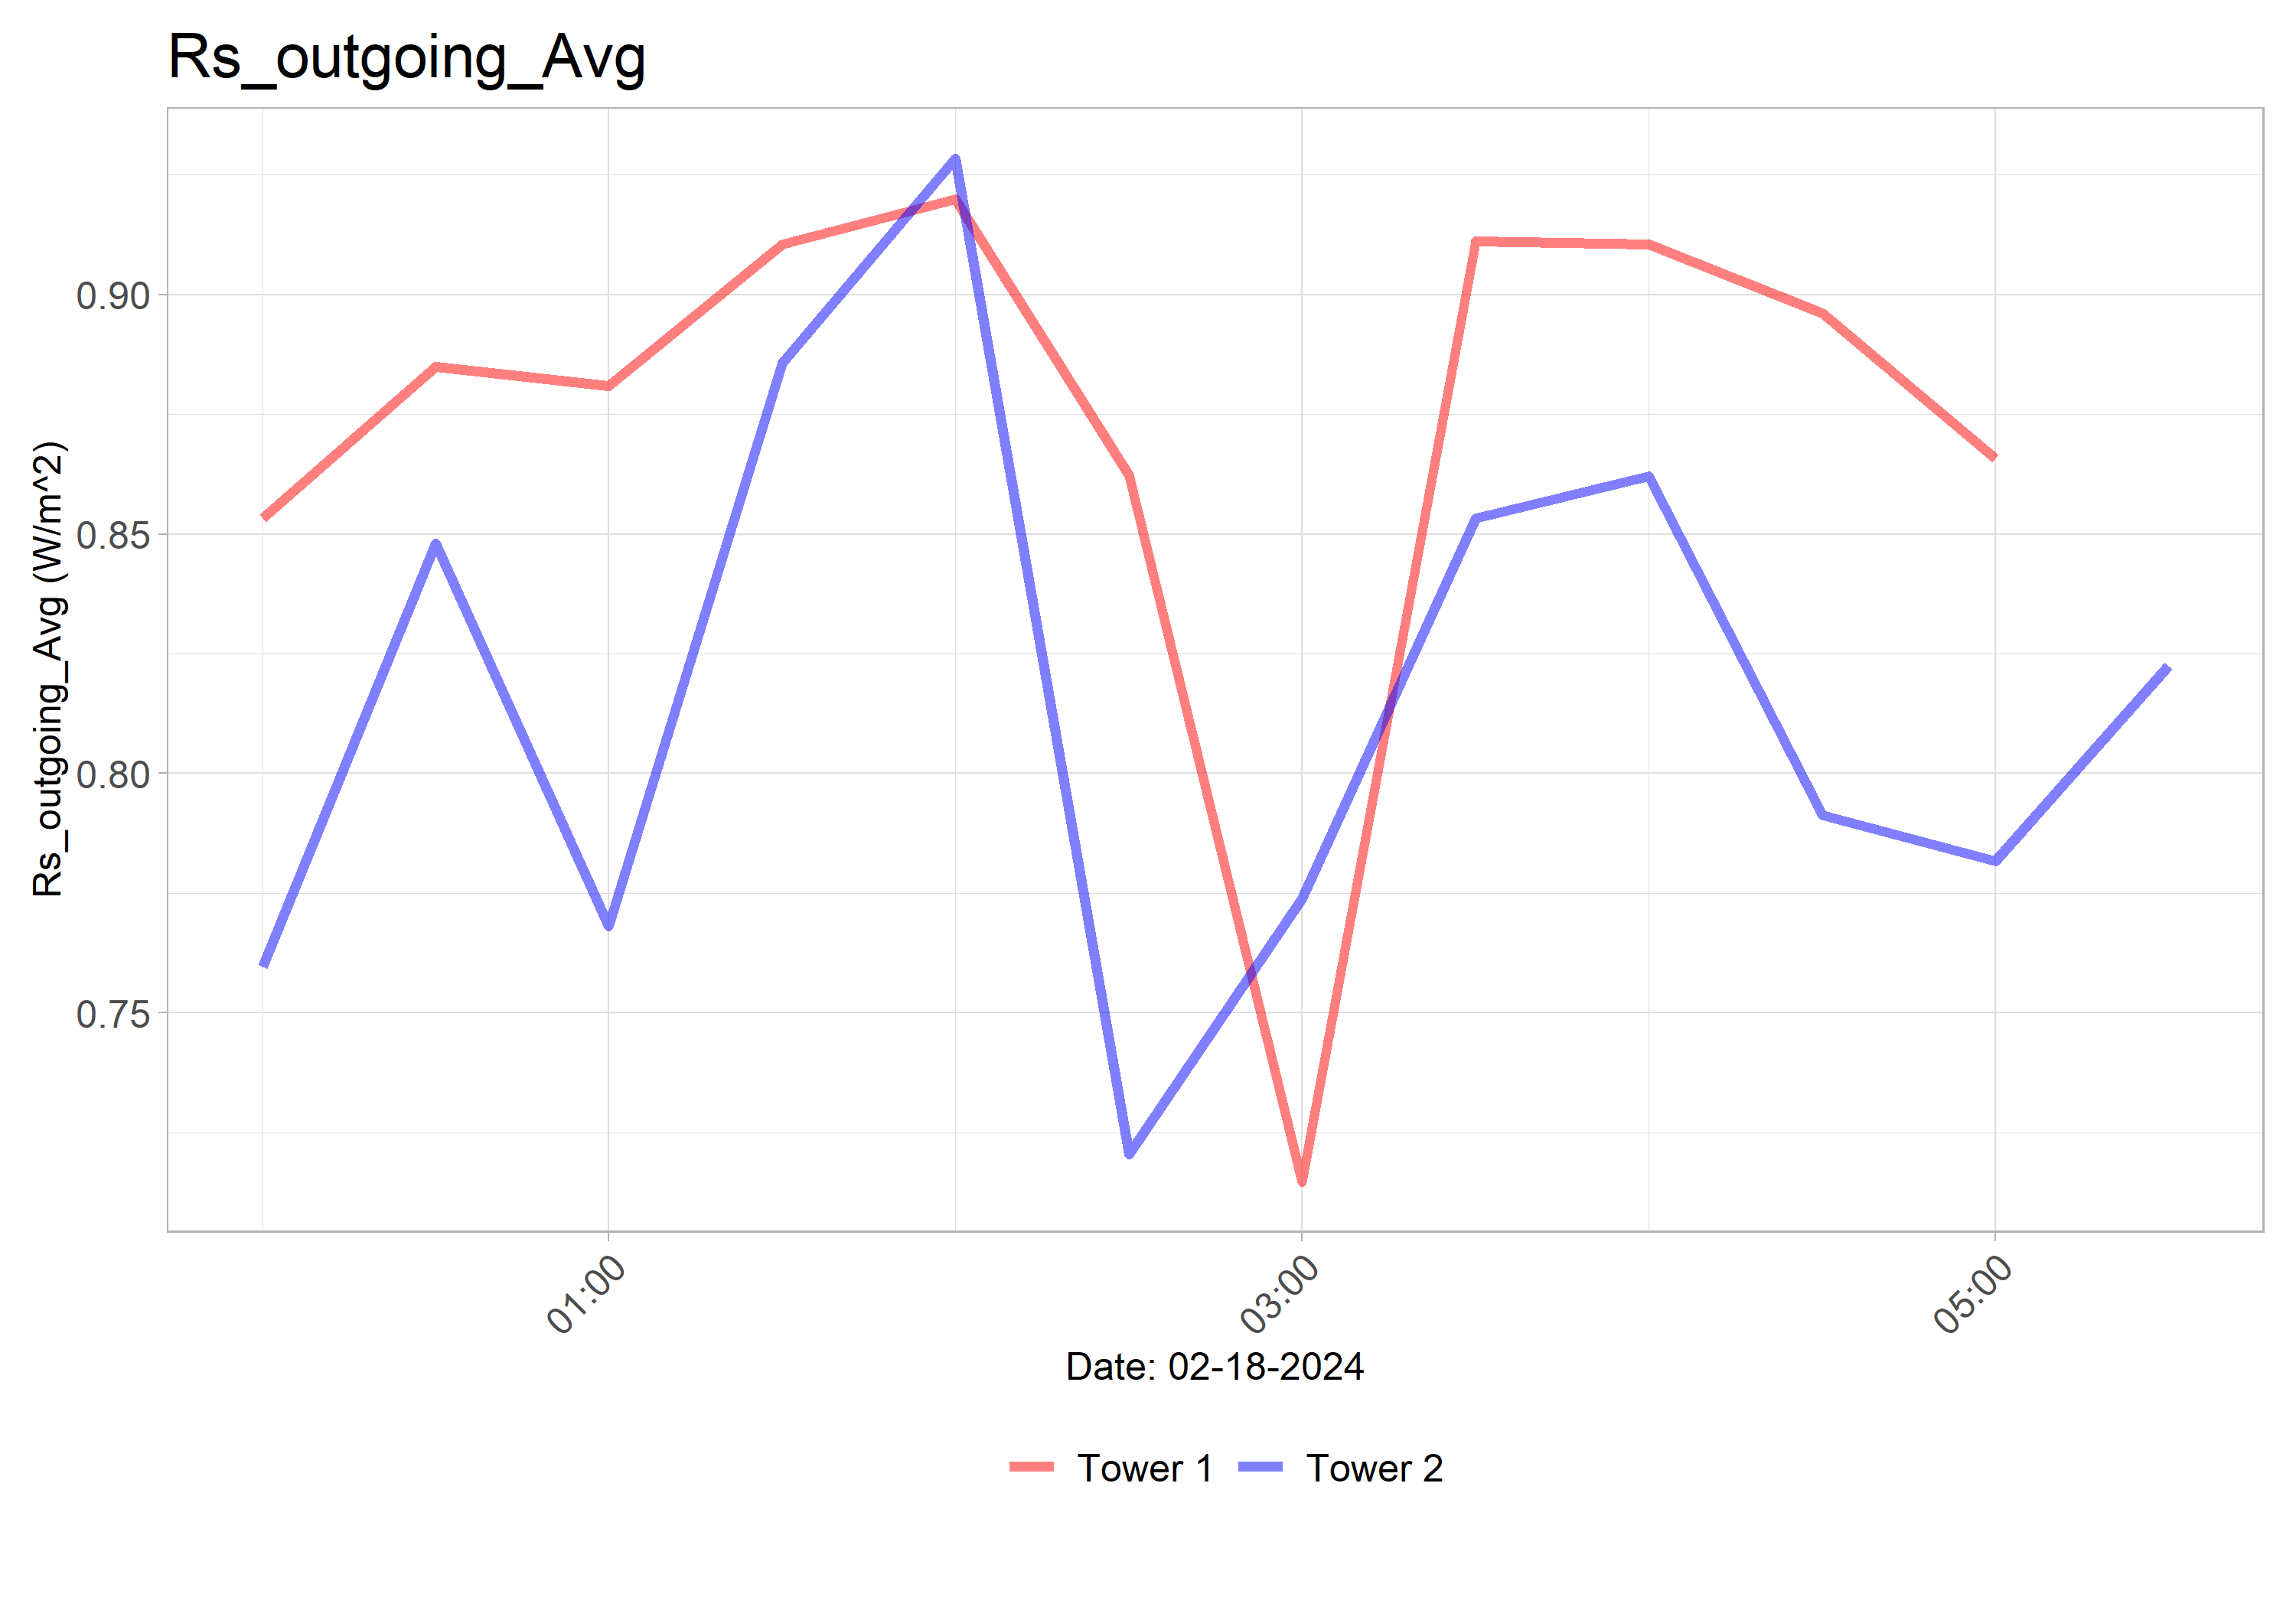 Rs_outgoing_Avg
Rs_outgoing_Avg (W/m^2)
0.90
0.85
0.80
0.75
01:00
03:00
05:00
Date: 02-18-2024
Tower 1
Tower 2